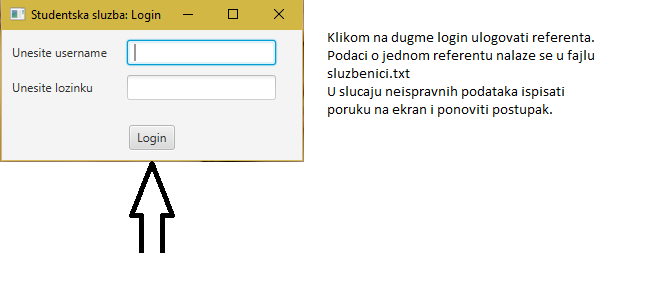 Studentska sluzba: Login
Unesite username
Unesite lozinku
Login
Klikom na dugme login ulogovati referenta.
Podaci o jednom referentu nalaze se u fajlu
sluzbenici.txt
U slucaju neispravnih podataka ispisati
poruku na ekran i ponoviti postupak.